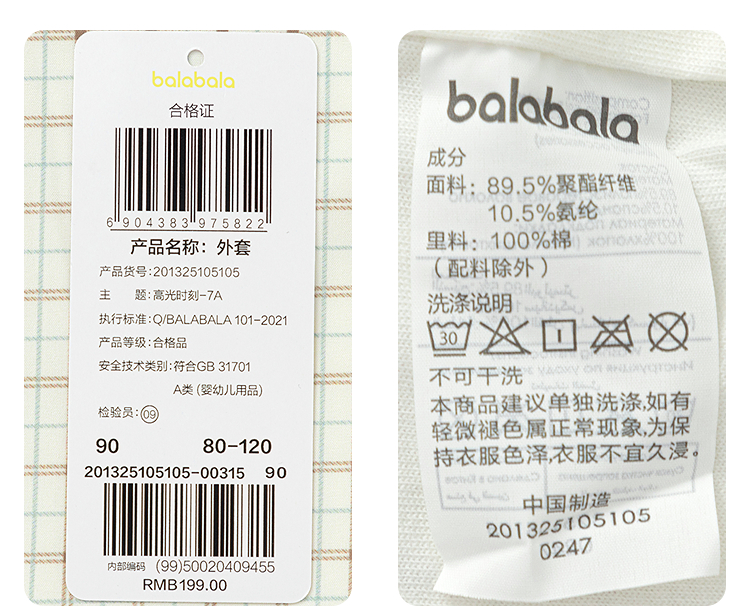 balabala
合格证
6 904383 975822
产品名称：外套
产品货号：201325105105
主 题：高光时刻-7A
执行标准：Q/BALABALA 101-2021
产品等级：合格品
安全技术类别：符合GB 31701
A类 (婴幼儿用品)
检验员：09
90 80-120
201325105105-00315 90
内部编码 (99)50020409455
RMB199.00
balabala
成分
面料：89.5%聚酯纤维
10.5%氨纶
里料：100%棉
（配料除外）
洗涤说明
30
不可干洗
本商品建议单独洗涤,如有
轻微褪色属正常现象,为保
持衣服色泽,衣服不宜久浸。
中国制造
201325105105
0247